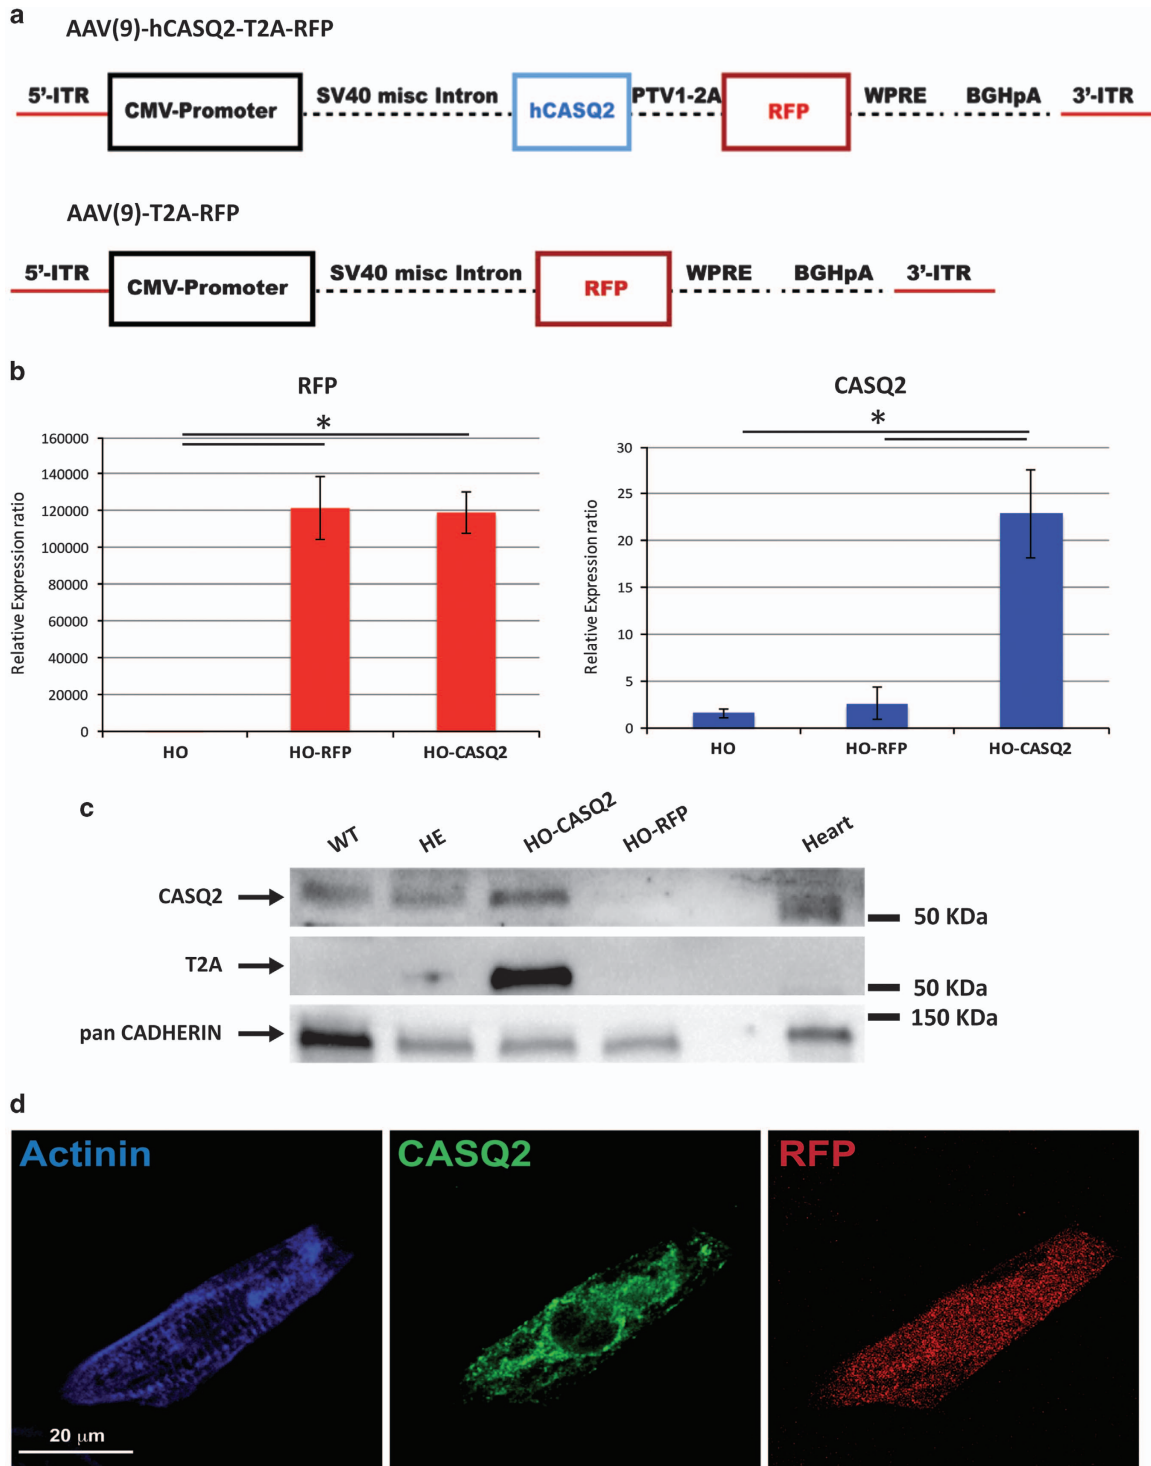 a
AAV(9)-hCASQ2-T2A-RFP
5'-ITR CMV-Promoter SV40 misc Intron hCASQ2 PTV1-2A RFP WPRE BGHpA 3'-ITR
AAV(9)-T2A-RFP
5'-ITR CMV-Promoter SV40 misc Intron RFP WPRE BGHpA 3'-ITR
b
RFP
*
Relative Expression ratio
160000
140000
120000
100000
80000
60000
40000
20000
0
HO HO-RFP HO-CASQ2
CASQ2
*
Relative Expression ratio
30
25
20
15
10
5
0
HO HO-RFP HO-CASQ2
c
WT HE HO-CASQ2 HO-RFP Heart
CASQ2
50 KDa
T2A
50 KDa
150 KDa
pan CADHERIN
d
Actinin CASQ2 RFP
20 μm